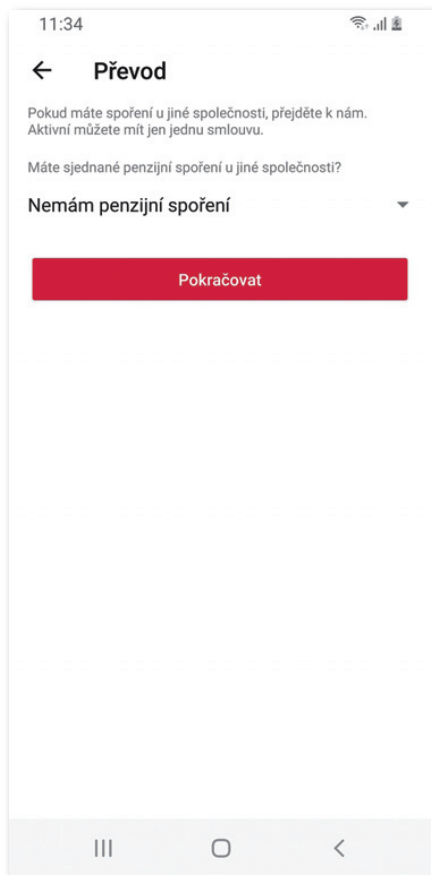 11:34
Převod
Pokud máte spoření u jiné společnosti, přejděte k nám.
Aktivní můžete mít jen jednu smlouvu.
Máte sjednané penzijní spoření u jiné společnosti?
Nemám penzijní spoření
Pokračovat